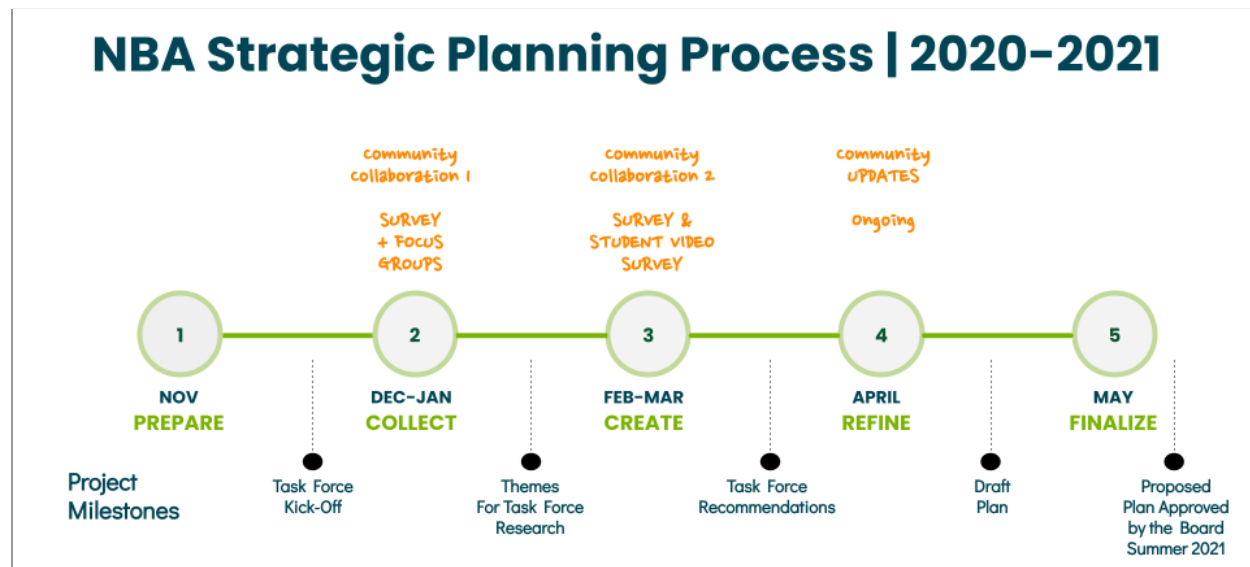 NBA Strategic Planning Process | 2020-2021
Community
Collaboration 1
SURVEY
+ FOCUS
GROUPS
Community
Collaboration 2
SURVEY &
STUDENT VIDEO
SURVEY
Community
UPDATES
Ongoing
1
2
3
4
5
NOV
PREPARE
DEC-JAN
COLLECT
FEB-MAR
CREATE
APRIL
REFINE
MAY
FINALIZE
Project
Milestones
Task Force
Kick-Off
Themes
For Task Force
Research
Task Force
Recommendations
Draft
Plan
Proposed
Plan Approved
by the Board
Summer 2021